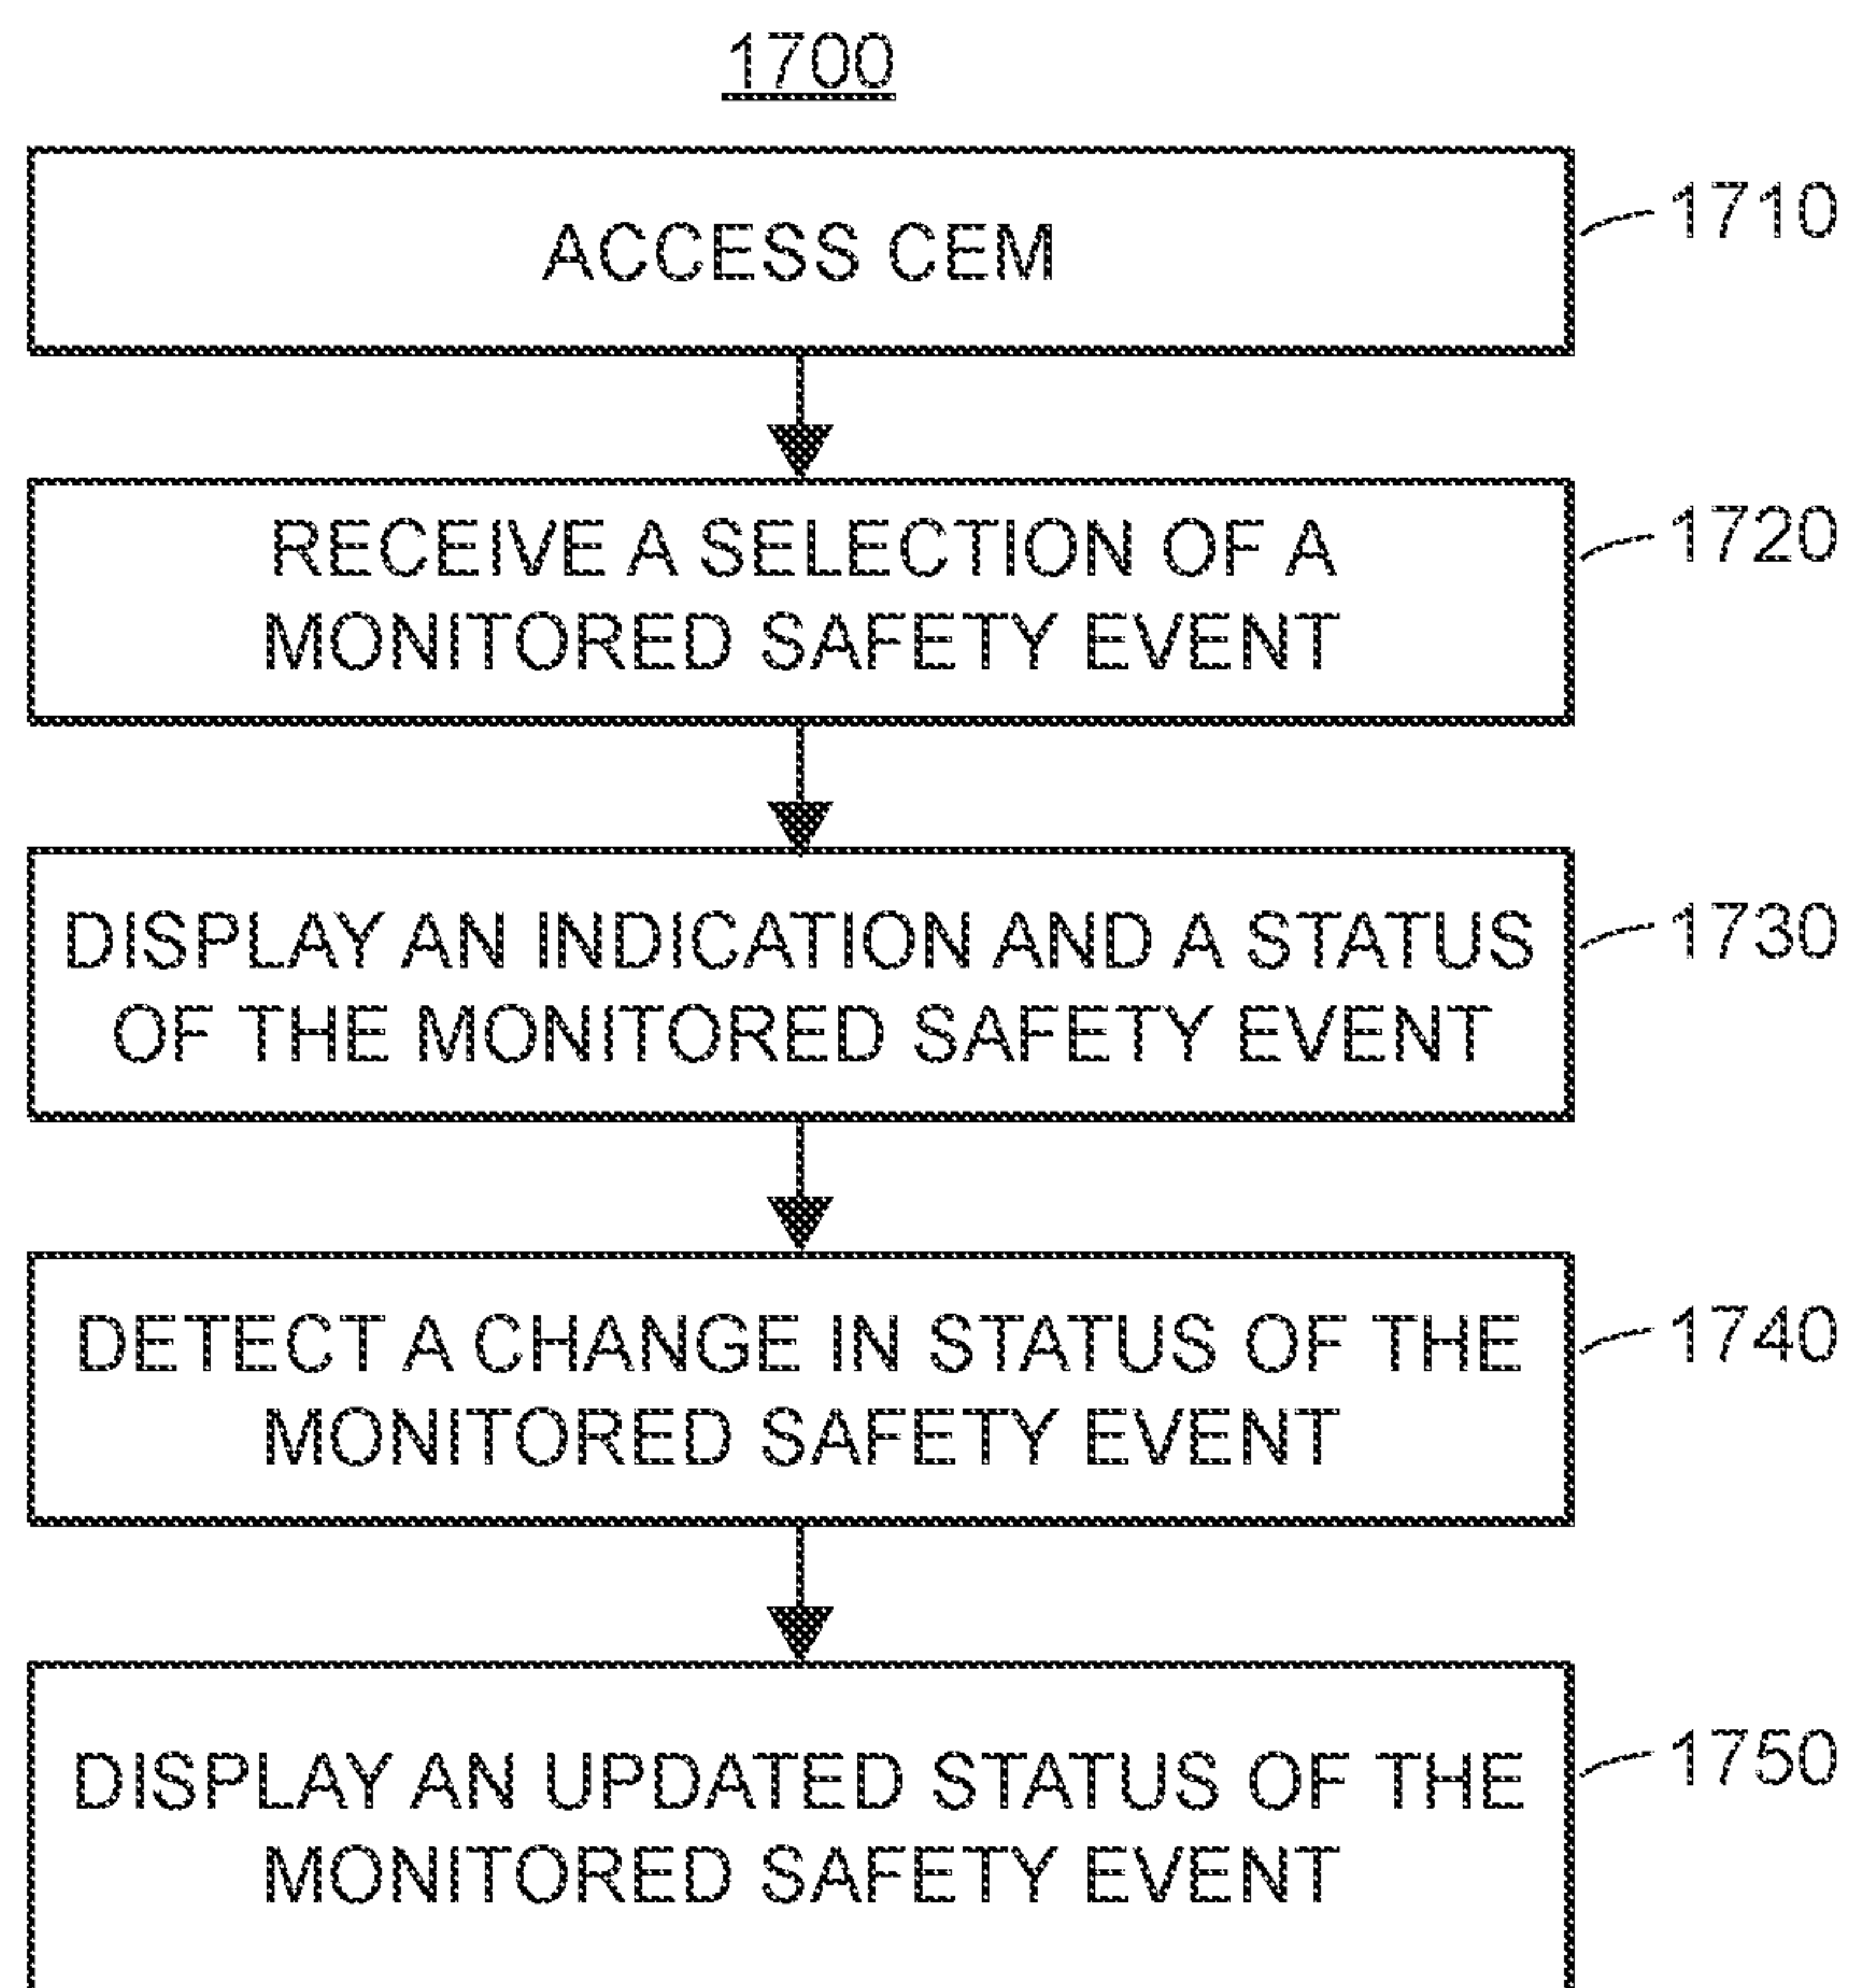 1700
ACCESS CEM
1710
RECEIVE A SELECTION OF A
MONITORED SAFETY EVENT
1720
DISPLAY AN INDICATION AND A STATUS
OF THE MONITORED SAFETY EVENT
1730
DETECT A CHANGE IN STATUS OF THE
MONITORED SAFETY EVENT
1740
DISPLAY AN UPDATED STATUS OF THE
MONITORED SAFETY EVENT
1750